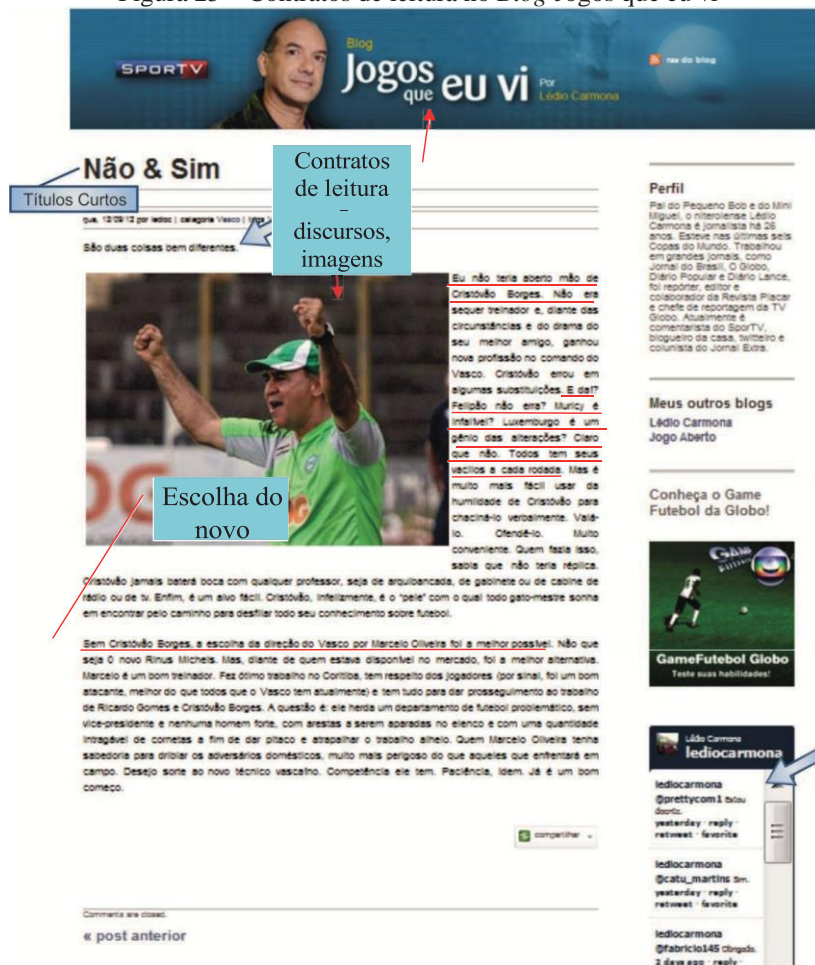 Figura 23 – Contratos de leitura no Blog Jogos que eu vi
SPORTV
Blog
Jogos
que eu vi
Por
Lédio Carmona
rss do blog
Não & Sim
Títulos Curtos
Contratos
de leitura
–
discursos,
imagens
qua, 12/09/12 por ledioc | categoria Vasco |
São duas coisas bem diferentes.
Eu não teria aberto mão de
Cristóvão Borges. Não era
sequer treinador e, diante das
circunstâncias e do drama do
seu melhor amigo, ganhou
nova profissão no comando do
Vasco. Cristóvão errou em
algumas substituições. E daí?
Felipão não erra? Muricy é
infalível? Luxemburgo é um
gênio das alterações? Claro
que não. Todos tem seus
vacilos a cada rodada. Mas é
muito mais fácil usar da
humildade de Cristóvão para
chaciná-lo verbalmente. Vaiá-
lo. Ofendê-lo. Muito
conveniente. Quem fazia isso,
sabia que não teria réplica.
Escolha do
novo
Cristóvão jamais baterá boca com qualquer professor, seja de arquibancada, de gabinete ou de cabine de
rádio ou de tv. Enfim, é um alvo fácil. Cristóvão, infelizmente, é o "pele" com o qual todo gato-mestre sonha
em encontrar pelo caminho para desfilar todo seu conhecimento sobre futebol.
Sem Cristóvão Borges, a escolha da direção do Vasco por Marcelo Oliveira foi a melhor possível. Não que
seja O novo Rinus Michels. Mas, diante de quem estava disponível no mercado, foi a melhor alternativa.
Marcelo é um bom treinador. Fez ótimo trabalho no Coritiba, tem respeito dos jogadores (por sinal, foi um bom
atacante, melhor do que todos que o Vasco tem atualmente) e tem tudo para dar prosseguimento ao trabalho
de Ricardo Gomes e Cristóvão Borges. A questão é: ele herda um departamento de futebol problemático, sem
vice-presidente e nenhuma homem forte, com arestas a serem aparadas no elenco e com uma quantidade
intragável de cornetas a fim de dar pitaco e atrapalhar o trabalho alheio. Quem Marcelo Oliveira tenha
sabedoria para driblar os adversários domésticos, muito mais perigoso do que aqueles que enfrentará em
campo. Desejo sorte ao novo técnico vascaíno. Competência ele tem. Paciência, idem. Já é um bom
começo.
compartilhar
Comments are closed.
« post anterior
Perfil
Pai do Pequeno Bob e do Mini
Miguel, o niteroiense Lédio
Carmona é jornalista há 26
anos. Esteve nas últimas seis
Copas do Mundo. Trabalhou
em grandes jornais, como
Jornal do Brasil, O Globo,
Diário Popular e Diário Lance,
foi repórter, editor e
colaborador da Revista Placar
e chefe de reportagem da TV
Globo. Atualmente é
comentarista do SporTV,
blogueiro da casa, twitteiro e
colunista do Jornal Extra.
Meus outros blogs
Lédio Carmona
Jogo Aberto
Conheça o Game
Futebol da Globo!
GAME
GameFutebol Globo
Teste suas habilidades!
Lédio Carmona
lediocarmona
lediocarmona
@prettycom1 Estou
doente.
yesterday · reply ·
retweet · favorite
lediocarmona
@catu_martins Sim.
yesterday · reply ·
retweet · favorite
lediocarmona
@fabricio145 Obrigado.
2 days ago · reply ·